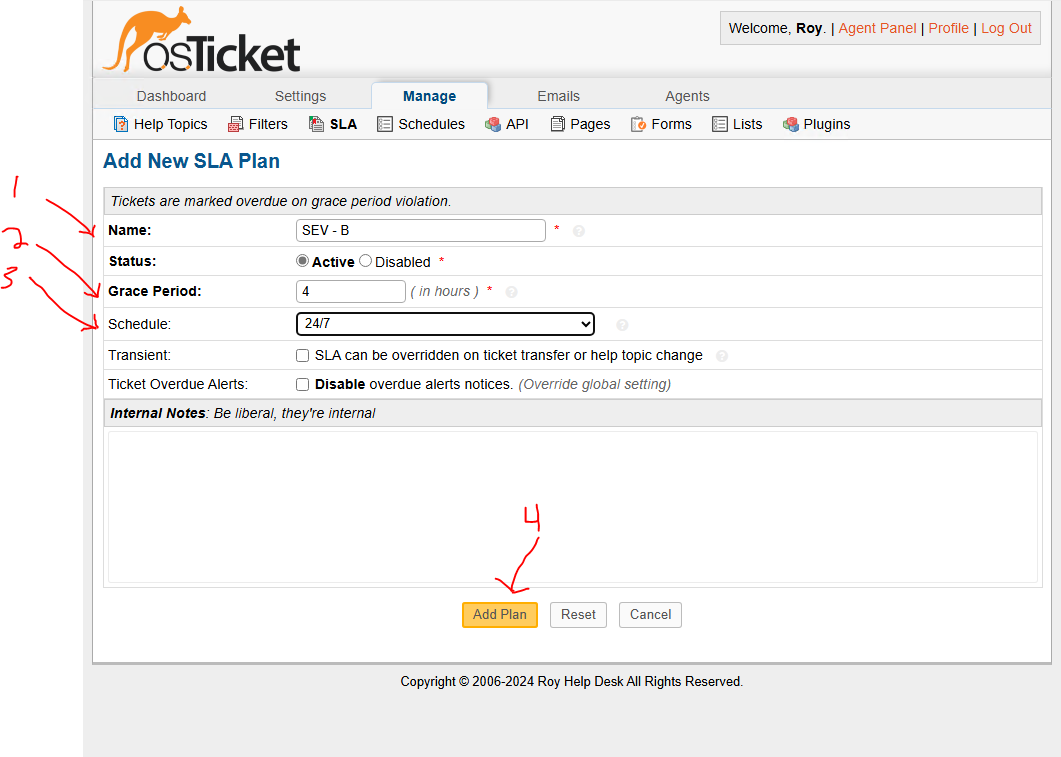 osTicket
Welcome, Roy. | Agent Panel | Profile | Log Out
Dashboard Settings Manage Emails Agents
Help Topics Filters SLA Schedules API Pages Forms Lists Plugins
Add New SLA Plan
Tickets are marked overdue on grace period violation.
1
Name: SEV - B * ?
2
Status: Active Disabled *
3
Grace Period: 4 ( in hours ) * ?
Schedule: 24/7 ?
Transient: SLA can be overridden on ticket transfer or help topic change ?
Ticket Overdue Alerts: Disable overdue alerts notices. (Override global setting)
Internal Notes: Be liberal, they're internal
4
Add Plan Reset Cancel
Copyright © 2006-2024 Roy Help Desk All Rights Reserved.